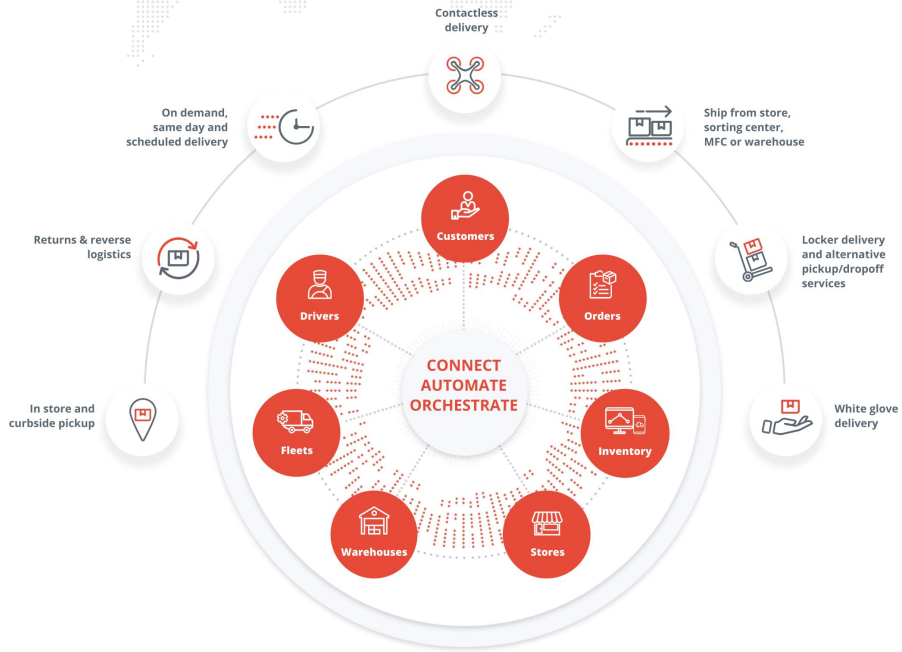 Contactless
delivery
On demand,
same day and
scheduled delivery
Ship from store,
sorting center,
MFC or warehouse
Returns & reverse
logistics
Locker delivery
and alternative
pickup/dropoff
services
In store and
curbside pickup
White glove
delivery
Customers
Drivers
Orders
CONNECT
AUTOMATE
ORCHESTRATE
Fleets
Inventory
Warehouses
Stores